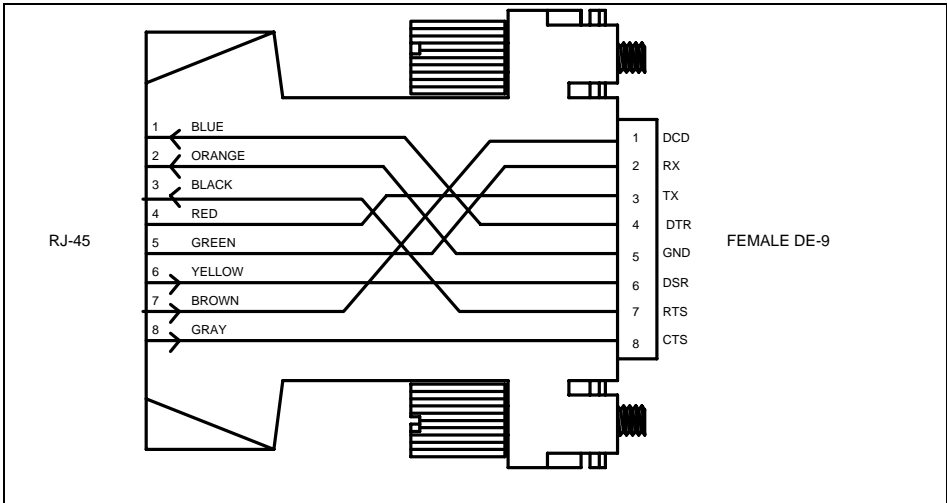 1 BLUE
2 ORANGE
3 BLACK
4 RED
5 GREEN
6 YELLOW
7 BROWN
8 GRAY
RJ-45
1 DCD
2 RX
3 TX
4 DTR
5 GND
6 DSR
7 RTS
8 CTS
FEMALE DE-9